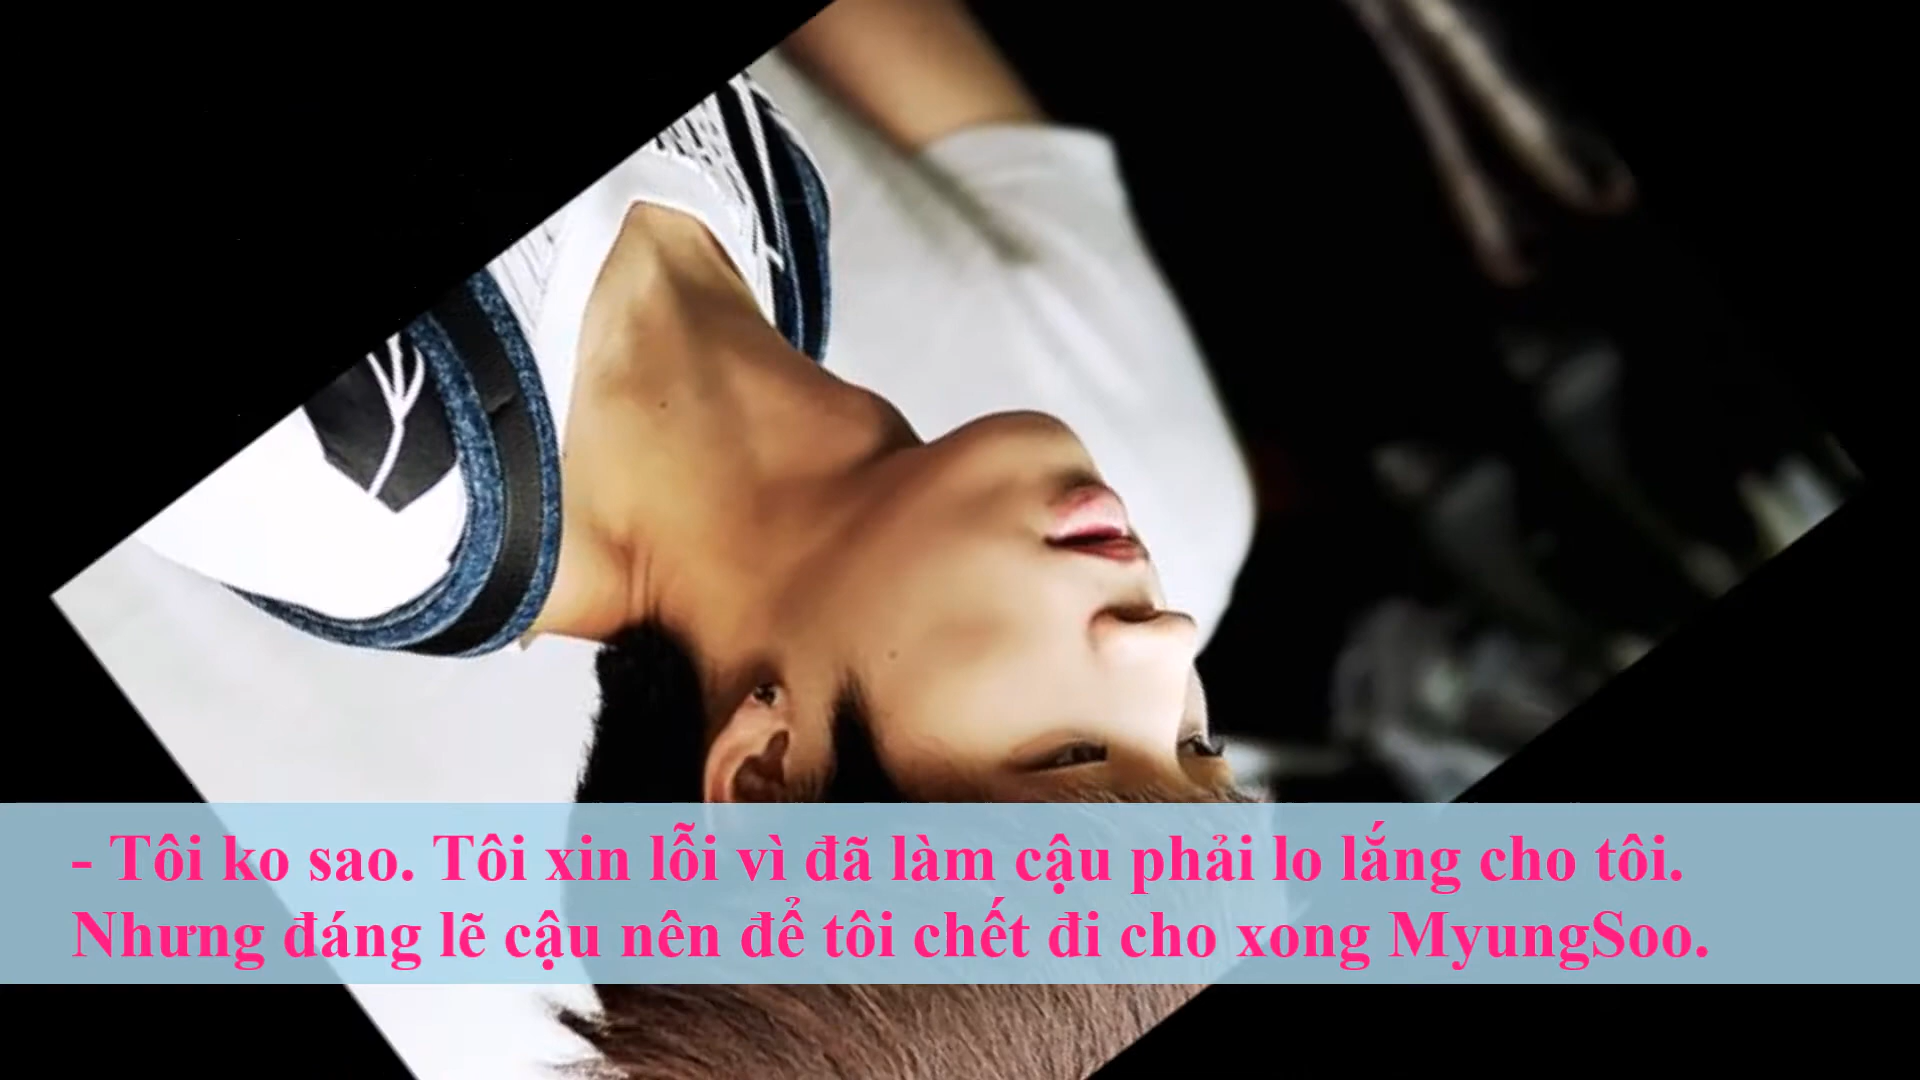 - Tôi ko sao. Tôi xin lỗi vì đã làm cậu phải lo lắng cho tôi.
Nhưng đáng lẽ cậu nên để tôi chết đi cho xong MyungSoo.